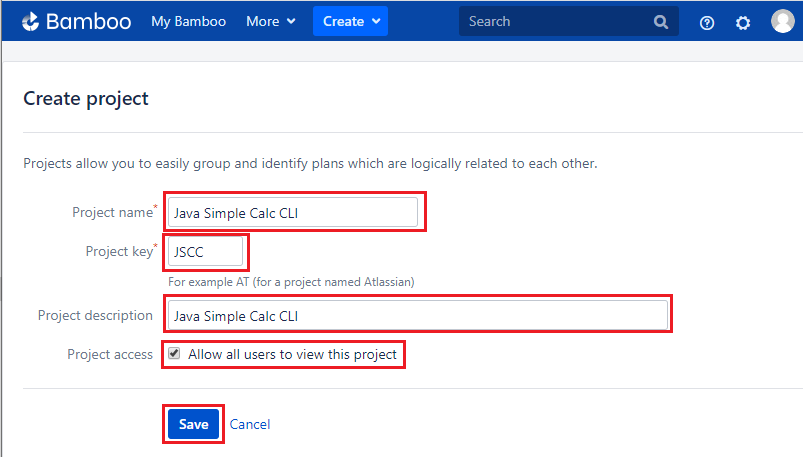 Bamboo My Bamboo More Create Search
Create project
Projects allow you to easily group and identify plans which are logically related to each other.
Project name* Java Simple Calc CLI
Project key* JSCC
For example AT (for a project named Atlassian)
Project description Java Simple Calc CLI
Project access Allow all users to view this project
Save Cancel